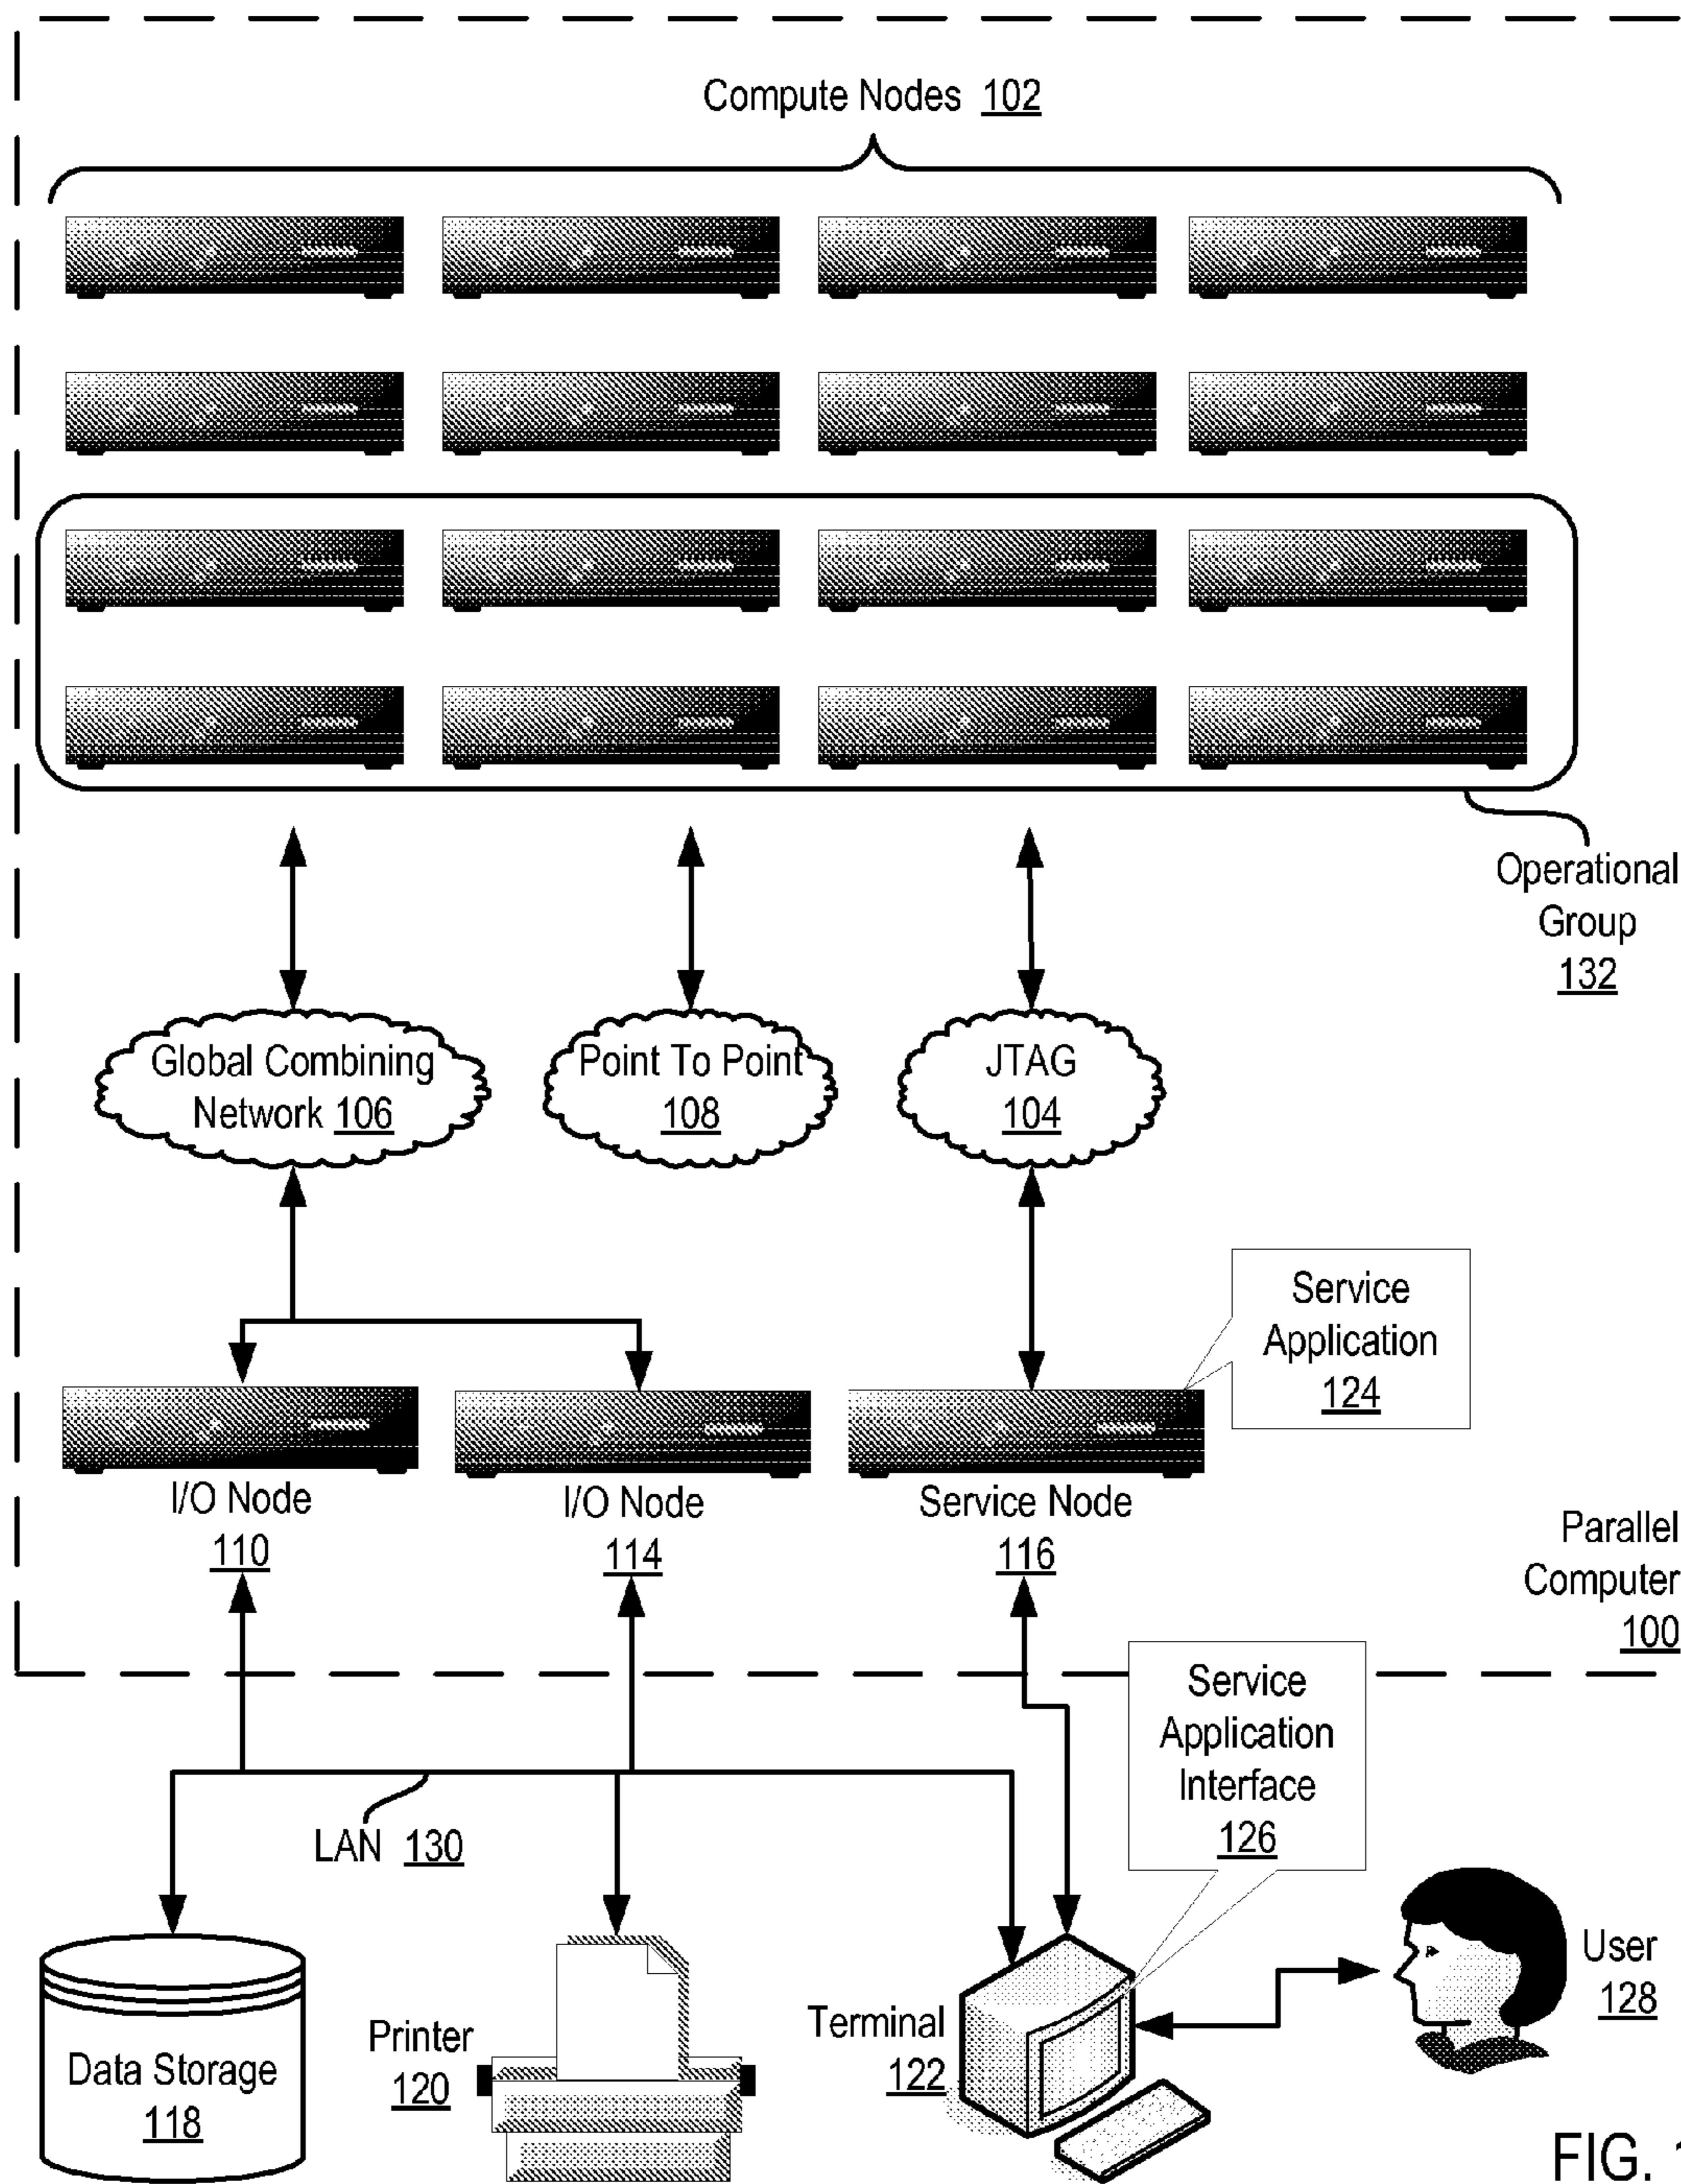 Compute Nodes 102
Operational
Group
132
Global Combining
Network 106
Point To Point
108
JTAG
104
Service
Application
124
I/O Node
110
I/O Node
114
Service Node
116
Parallel
Computer
100
Service
Application
Interface
126
LAN 130
Data Storage
118
Printer
120
Terminal
122
User
128
FIG.